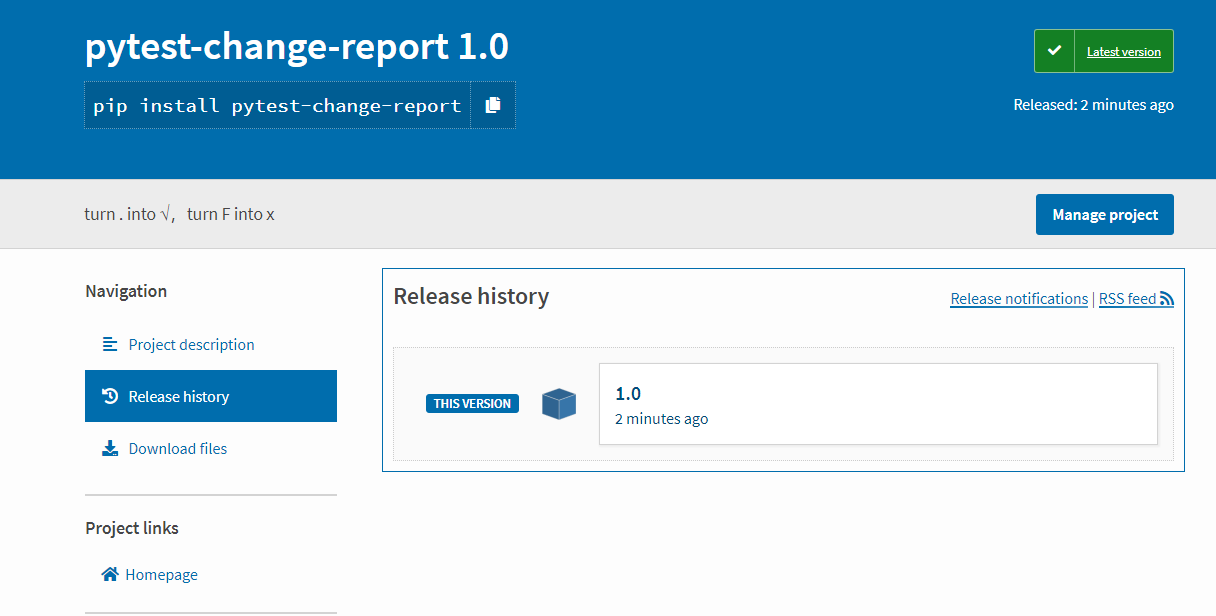 pytest-change-report 1.0
Latest version
pip install pytest-change-report
Released: 2 minutes ago
turn . into √， turn F into x
Manage project
Navigation
Project description
Release history
Download files
Project links
Homepage
Release history
Release notifications | RSS feed
THIS VERSION
1.0
2 minutes ago